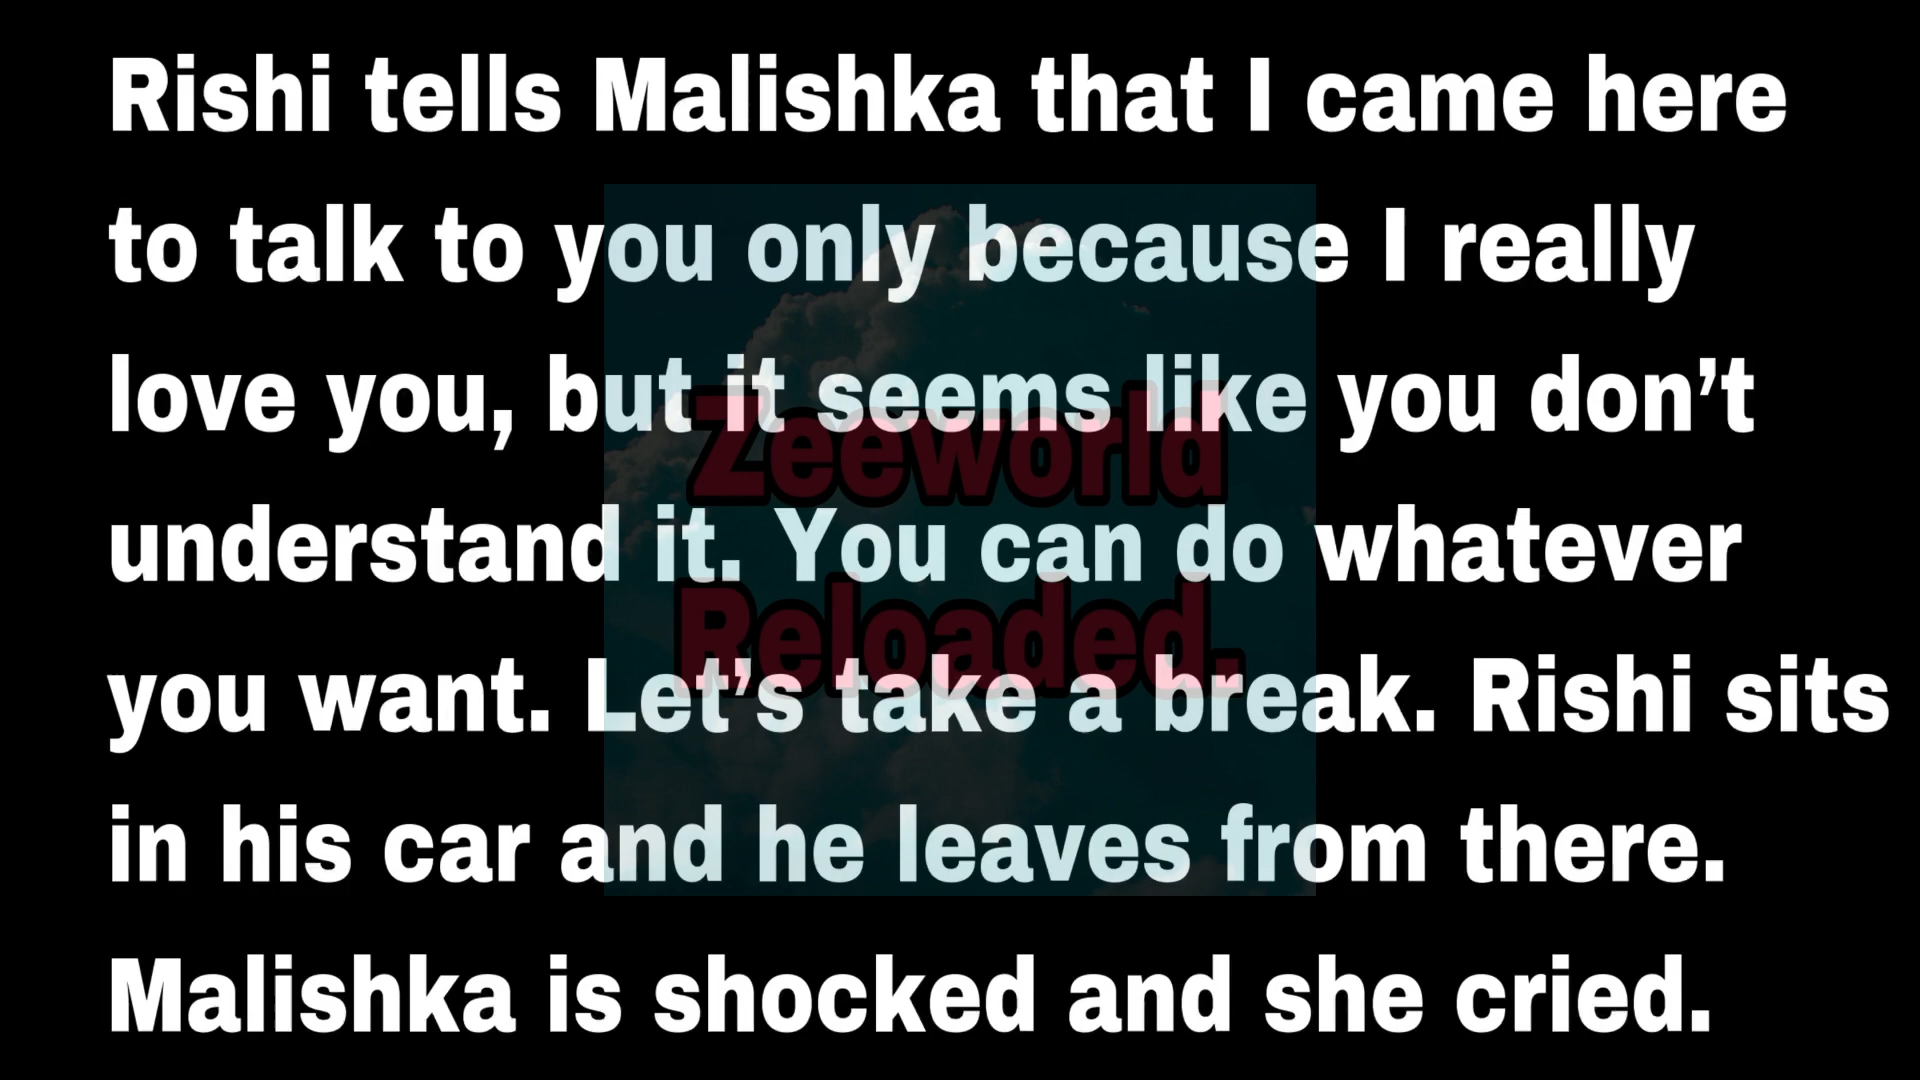 Rishi tells Malishka that I came here
to talk to you only because I really
love you, but it seems like you don’t
Zeeworld
understand it. You can do whatever
Reloaded.
you want. Let’s take a break. Rishi sits
in his car and he leaves from there.
Malishka is shocked and she cried.